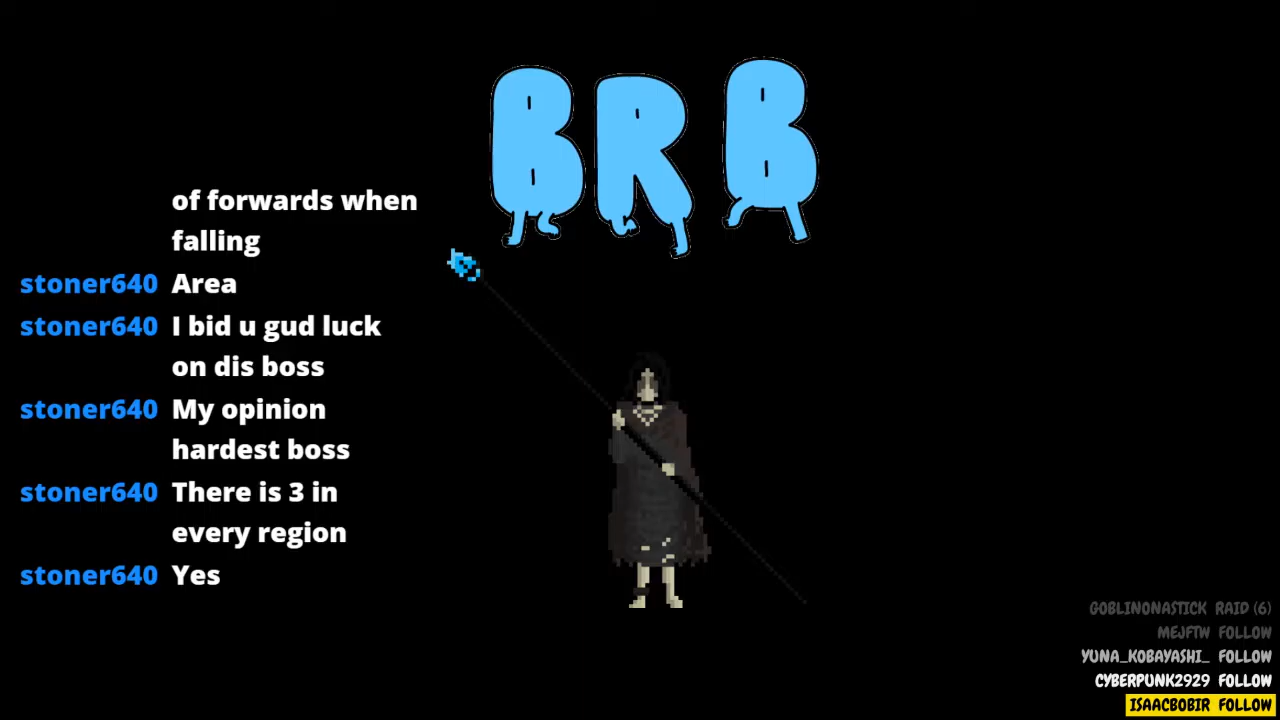 BRB
of forwards when
falling
stoner640 Area
stoner640 I bid u gud luck
on dis boss
stoner640 My opinion
hardest boss
stoner640 There is 3 in
every region
stoner640 Yes
GOBLINONASTICK RAID (6)
MEJFTW FOLLOW
YUNA_KOBAYASHI_ FOLLOW
CYBERPUNK2929 FOLLOW
ISAACBOBIR FOLLOW